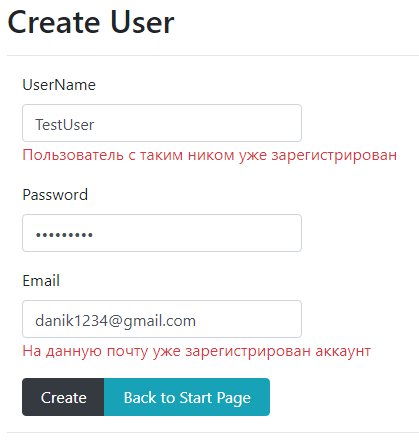 Create User
UserName
TestUser
Пользователь с таким ником уже зарегистрирован
Password
•••••••••
Email
danik1234@gmail.com
На данную почту уже зарегистрирован аккаунт
Create Back to Start Page